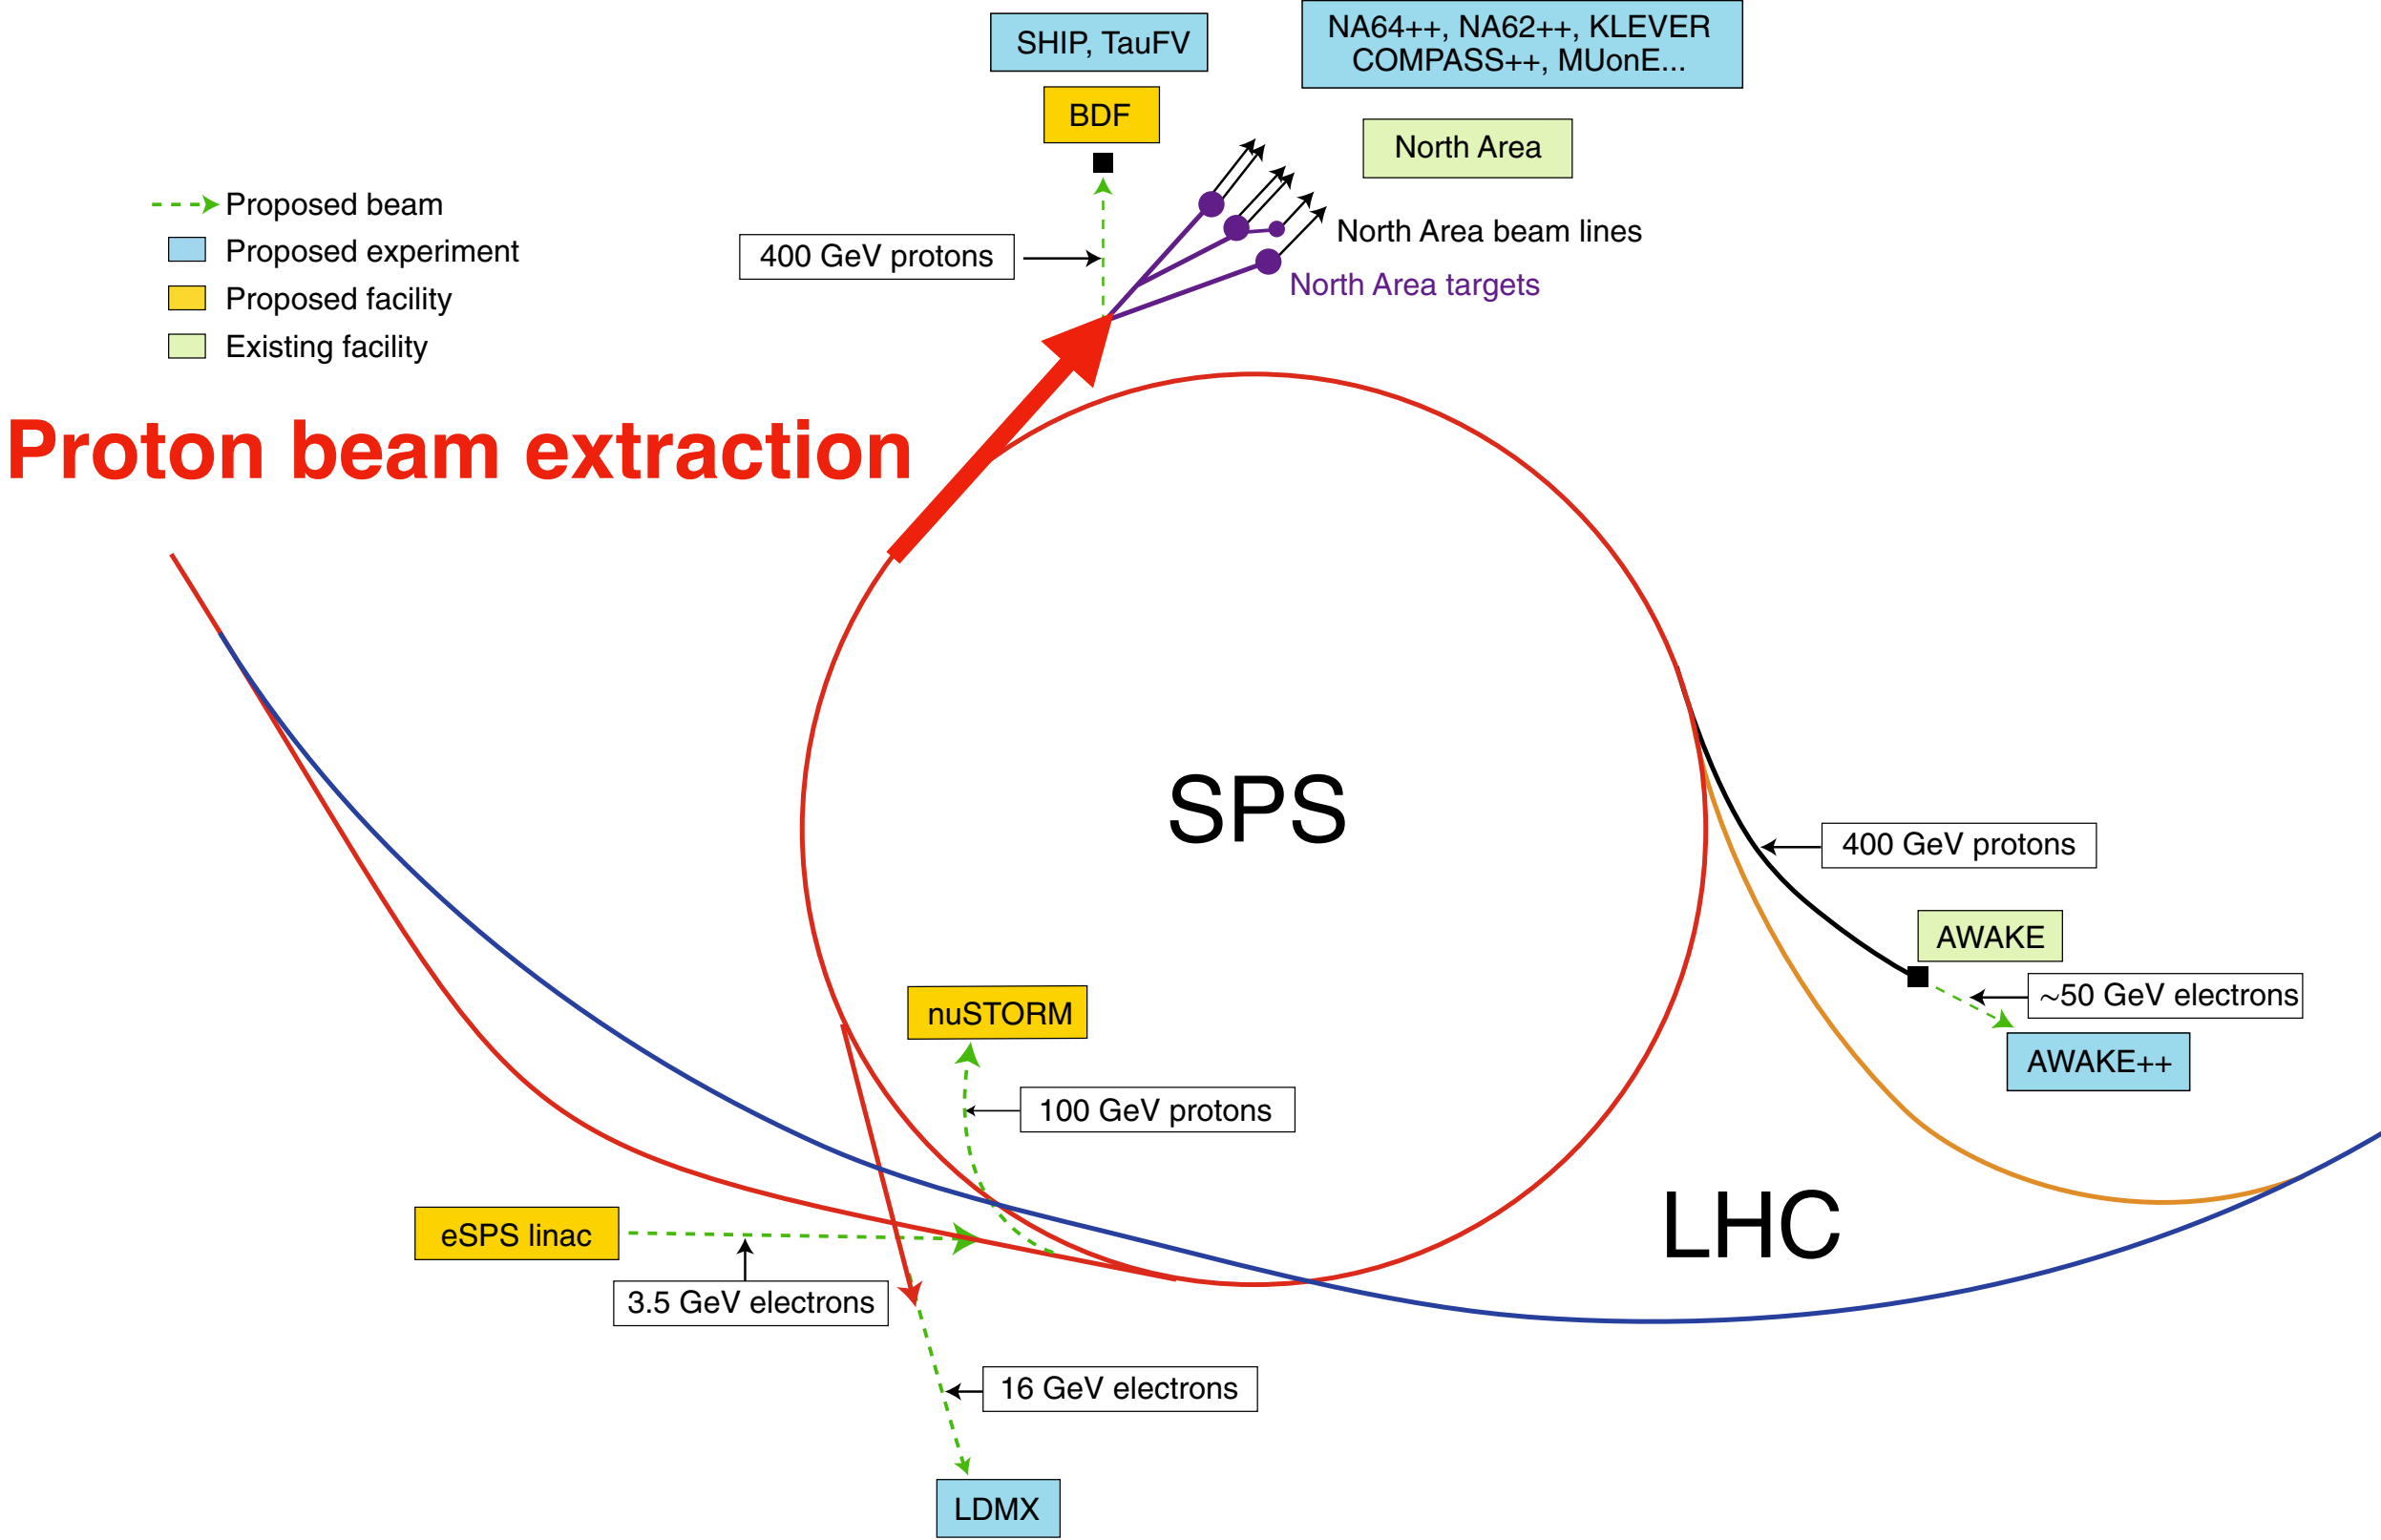 SHIP, TauFV
NA64++, NA62++, KLEVER
COMPASS++, MUonE...
BDF
North Area
Proposed beam
Proposed experiment
Proposed facility
Existing facility
400 GeV protons
North Area beam lines
North Area targets
Proton beam extraction
SPS
400 GeV protons
AWAKE
~50 GeV electrons
AWAKE++
nuSTORM
100 GeV protons
LHC
eSPS linac
3.5 GeV electrons
16 GeV electrons
LDMX